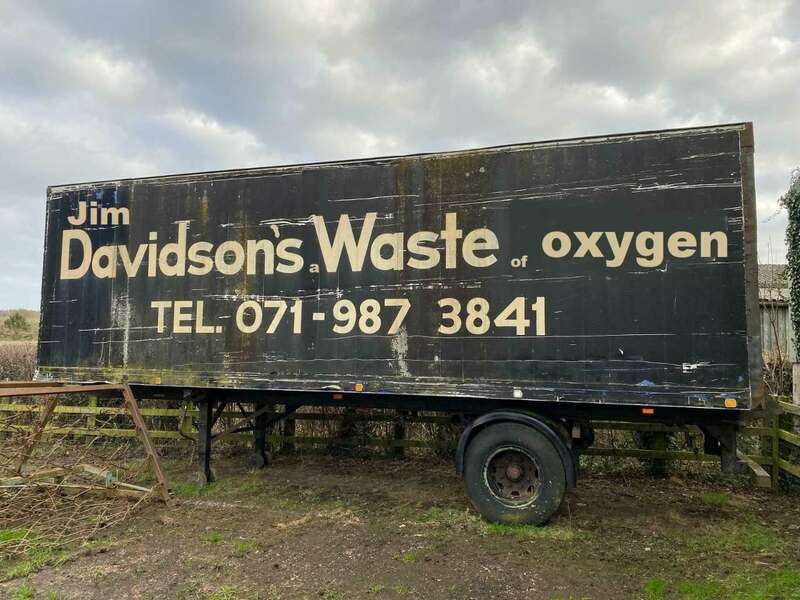 Jim
Davidson's a Waste of oxygen
TEL. 071-987 3841